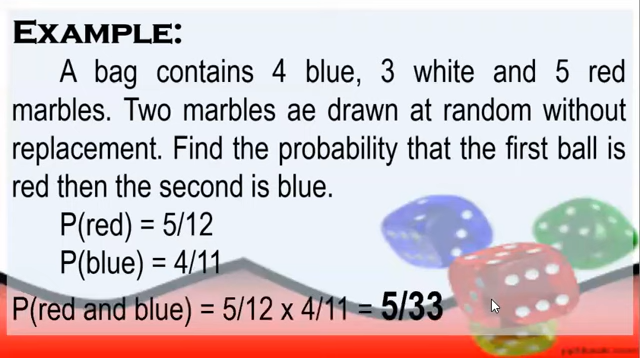 EXAMPLE:
A bag contains 4 blue, 3 white and 5 red
marbles. Two marbles ae drawn at random without
replacement. Find the probability that the first ball is
red then the second is blue.
P(red) = 5/12
P(blue) = 4/11
P(red and blue) = 5/12 x 4/11 = 5/33